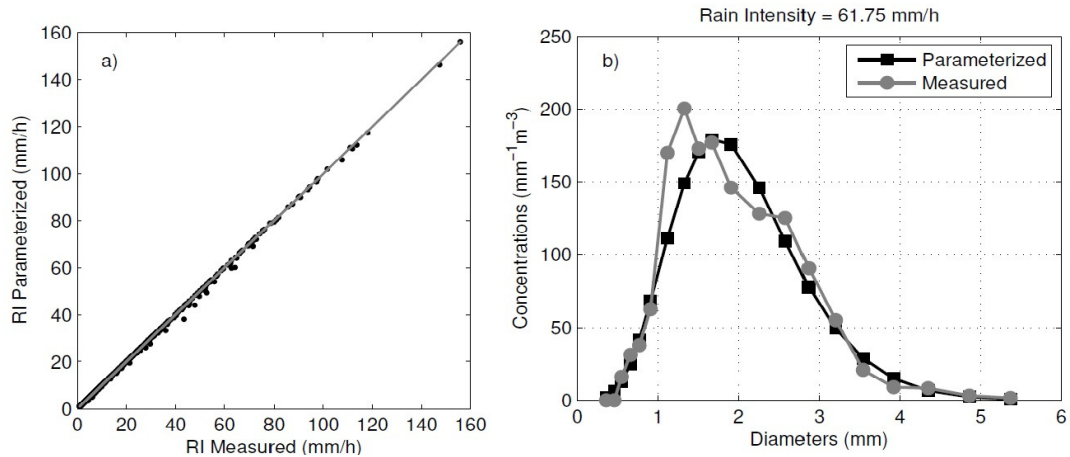 a)
RI Parameterized (mm/h)
160
140
120
100
80
60
40
20
0
0 20 40 60 80 100 120 140 160
RI Measured (mm/h)
Rain Intensity = 61.75 mm/h
b)
Parameterized
Measured
Concentrations (mm⁻¹m⁻³)
250
200
150
100
50
0
0 1 2 3 4 5 6
Diameters (mm)